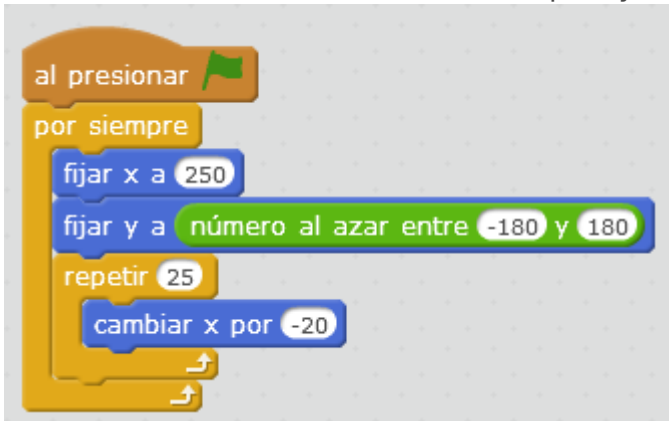 al presionar
por siempre
fijar x a 250
fijar y a número al azar entre -180 y 180
repetir 25
cambiar x por -20